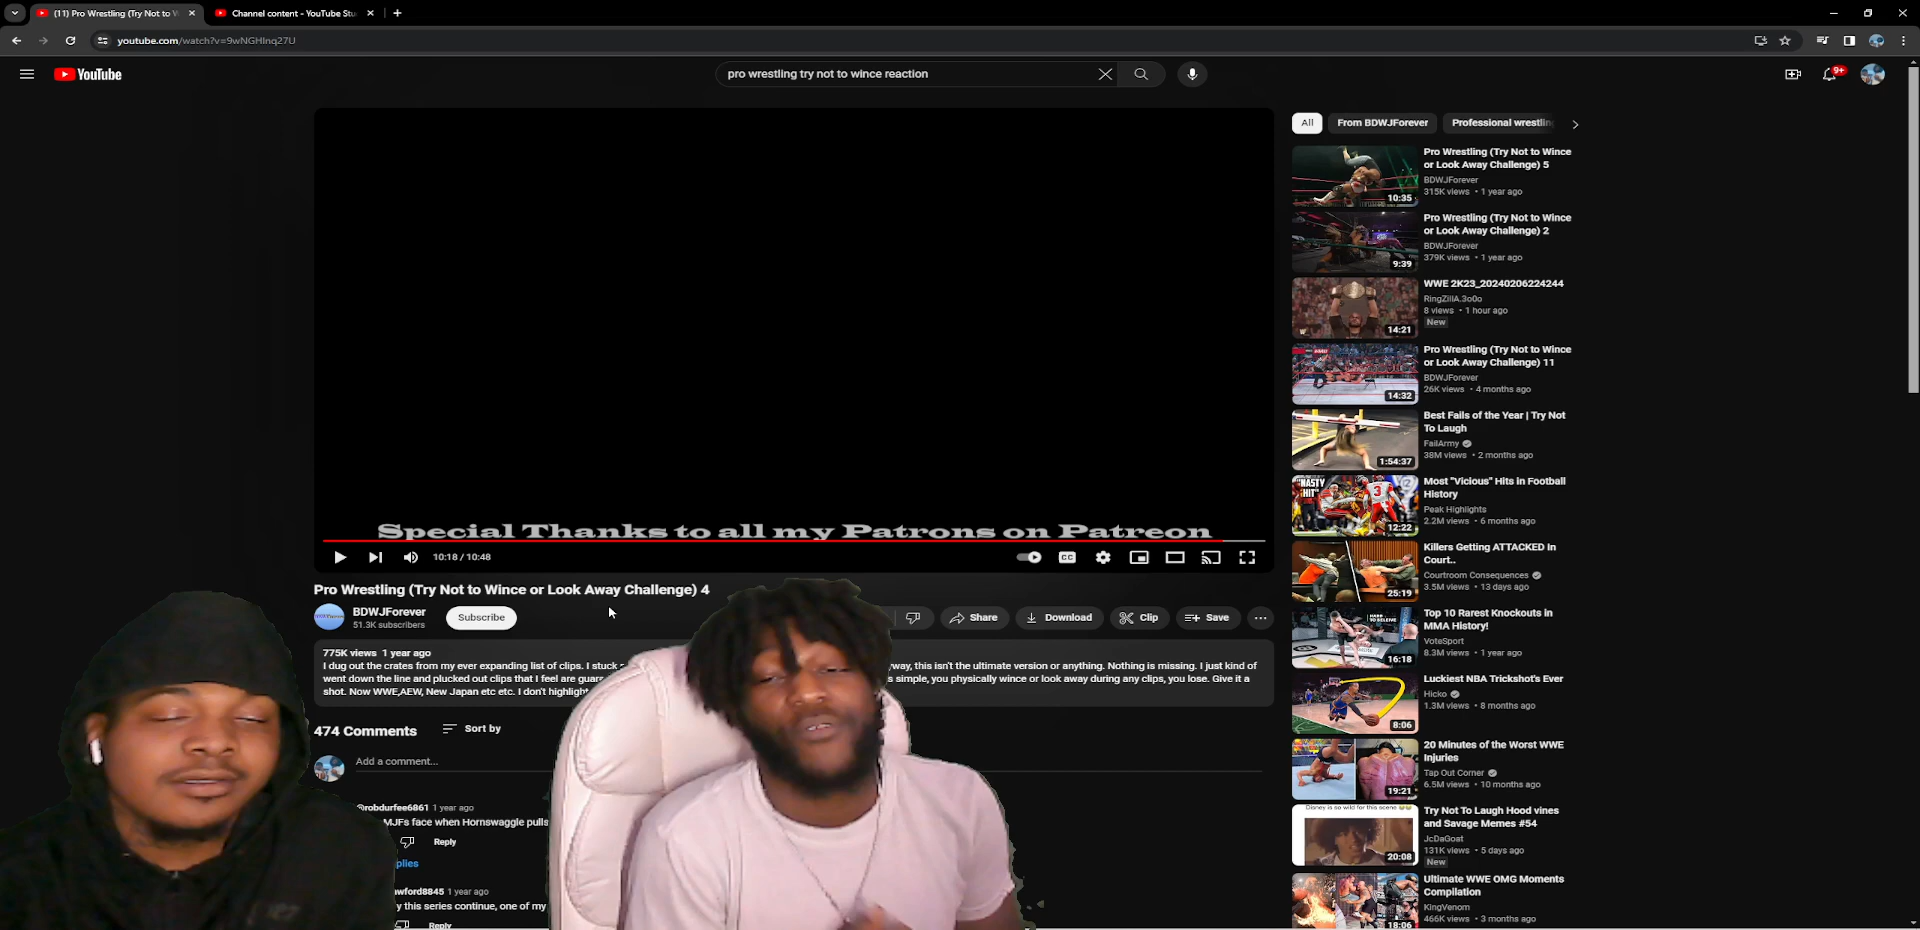 (11) Pro Wrestling (Try Not to W
Channel content - YouTube Stu
youtube.com/watch?v=9wNGHlnq27U
YouTube
pro wrestling try not to wince reaction
9+
Special Thanks to all my Patrons on Patreon
10:18 / 10:48
CC
Pro Wrestling (Try Not to Wince or Look Away Challenge) 4
BDWJForever
51.3K subscribers
Subscribe
Share
Download
Clip
Save
775K views 1 year ago
I dug out the crates from my ever expanding list of clips. I stuck
way, this isn't the ultimate version or anything. Nothing is missing. I just kind of
went down the line and plucked out clips that I feel are guar
s simple, you physically wince or look away during any clips, you lose. Give it a
shot. Now WWE,AEW, New Japan etc etc. I don't highlight
474 Comments
Sort by
Add a comment...
@robdurfee6861 1 year ago
MJFs face when Hornswaggle pulls
Reply
plies
wford8845 1 year ago
y this series continue, one of my
Reply
All
From BDWJForever
Professional wrestlin
Pro Wrestling (Try Not to Wince
or Look Away Challenge) 5
BDWJForever
315K views • 1 year ago
10:35
Pro Wrestling (Try Not to Wince
or Look Away Challenge) 2
BDWJForever
379K views • 1 year ago
9:39
WWE 2K23_20240206224244
RingZillA.3o0o
8 views • 1 hour ago
New
14:21
Pro Wrestling (Try Not to Wince
or Look Away Challenge) 11
BDWJForever
26K views • 4 months ago
14:32
Best Fails of the Year | Try Not
To Laugh
FailArmy
38M views • 2 months ago
1:54:37
Most "Vicious" Hits in Football
History
Peak Highlights
2.2M views • 6 months ago
"NASTY
HIT"
3
12:22
Killers Getting ATTACKED In
Court..
Courtroom Consequences
3.5M views • 13 days ago
25:19
Top 10 Rarest Knockouts in
MMA History!
VoteSport
8.3M views • 1 year ago
16:18
Luckiest NBA Trickshot's Ever
Hicko
1.3M views • 8 months ago
8:06
20 Minutes of the Worst WWE
Injuries
Tap Out Corner
6.5M views • 10 months ago
19:21
Disney is so wild for this scene
Try Not To Laugh Hood vines
and Savage Memes #54
JcDaGoat
131K views • 5 days ago
New
20:08
Ultimate WWE OMG Moments
Compilation
KingVenom
466K views • 3 months ago
18:06